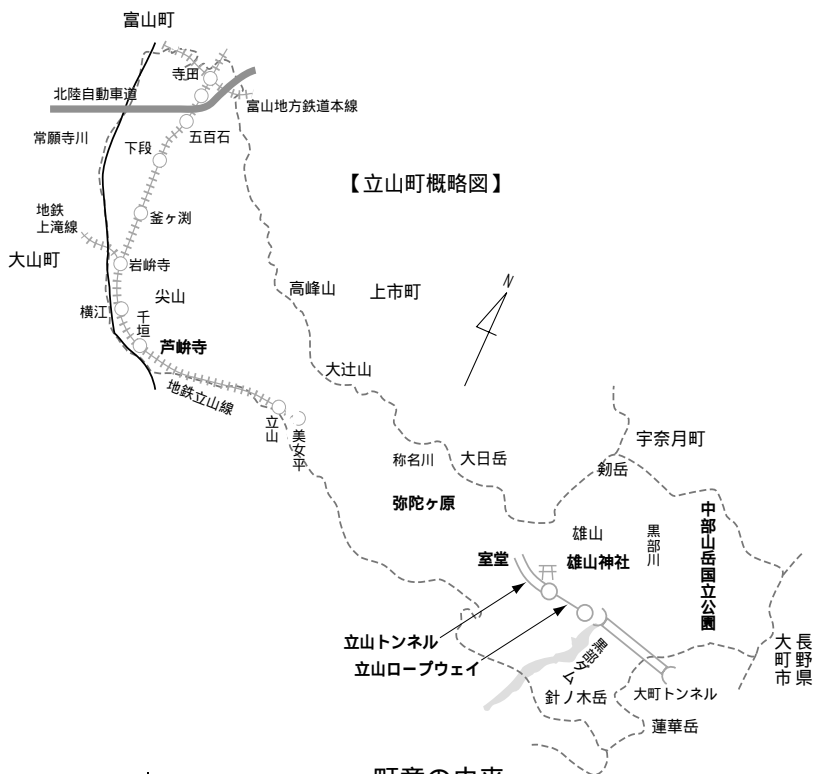 富山町
寺田
北陸自動車道
富山地方鉄道本線
常願寺川
五百石
下段
【立山町概略図】
地鉄
上滝線
釜ヶ渕
大山町
岩峅寺
尖山
高峰山
上市町
N
横江
千垣
芦峅寺
大辻山
地鉄立山線
立山
美女平
宇奈月町
称名川
大日岳
剱岳
弥陀ヶ原
中部山岳国立公園
雄山
黒部川
室堂
雄山神社
立山トンネル
立山ロープウェイ
黒部ダム
長野県
大町市
針ノ木岳
大町トンネル
蓮華岳
町章の由来